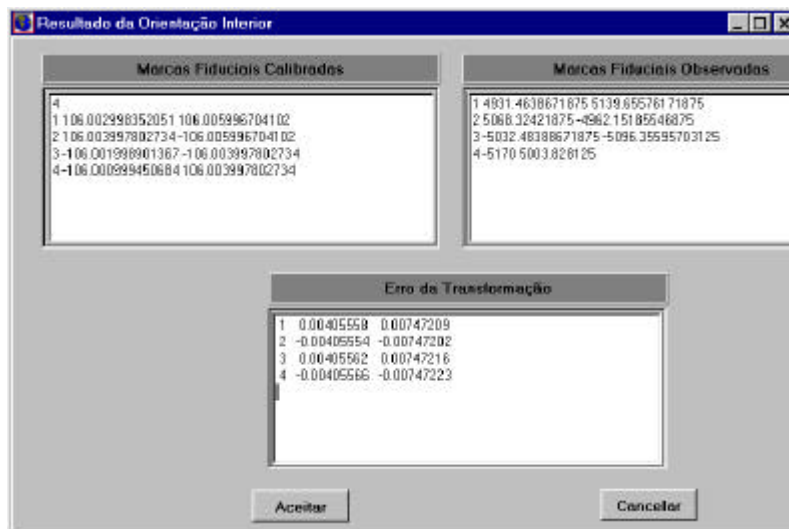 Resultado da Orientação Interior
Marcas Fiduciais Calibradas
4
1 106.002998352051 106.005996704102
2 106.003997802734 -106.005996704102
3 -106.001998901367 -106.003997802734
4 -106.000999450684 106.003997802734
Marcas Fiduciais Observadas
1 4931.4638671875 5139.65576171875
2 5068.32421875 -4962.15185546875
3 -5032.48388671875 -5096.35595703125
4 -5170 5003.828125
Erro da Transformação
1 0.00405558 0.00747209
2 -0.00405554 -0.00747202
3 0.00405562 0.00747216
4 -0.00405566 -0.00747223
Aceitar
Cancellar